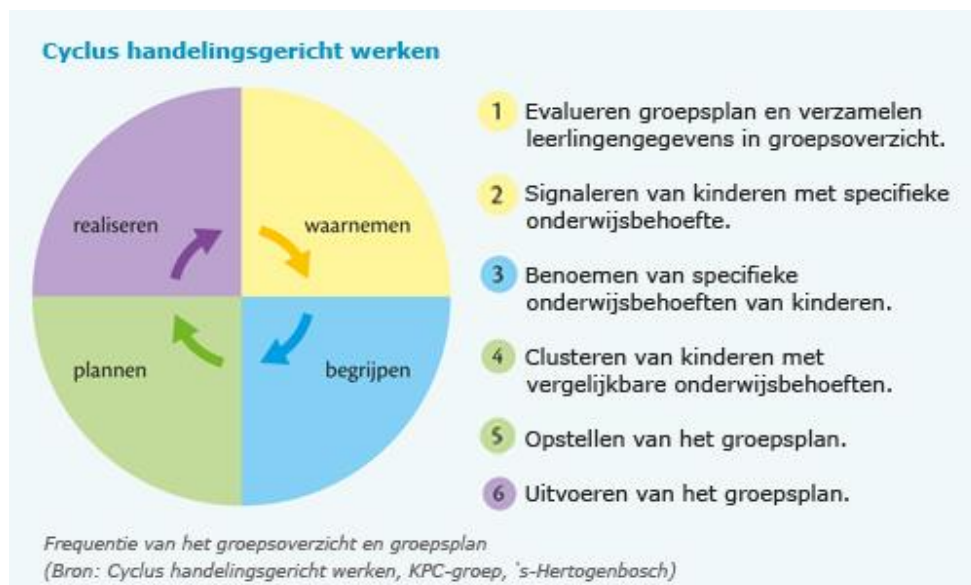 Cyclus handelingsgericht werken
realiseren
waarnemen
plannen
begrijpen
1 Evalueren groepsplan en verzamelen
leerlingengegevens in groepsoverzicht.
2 Signaleren van kinderen met specifieke
onderwijsbehoefte.
3 Benoemen van specifieke
onderwijsbehoeften van kinderen.
4 Clusteren van kinderen met
vergelijkbare onderwijsbehoeften.
5 Opstellen van het groepsplan.
6 Uitvoeren van het groepsplan.
Frequentie van het groepsoverzicht en groepsplan
(Bron: Cyclus handelingsgericht werken, KPC-groep, `s-Hertogenbosch)